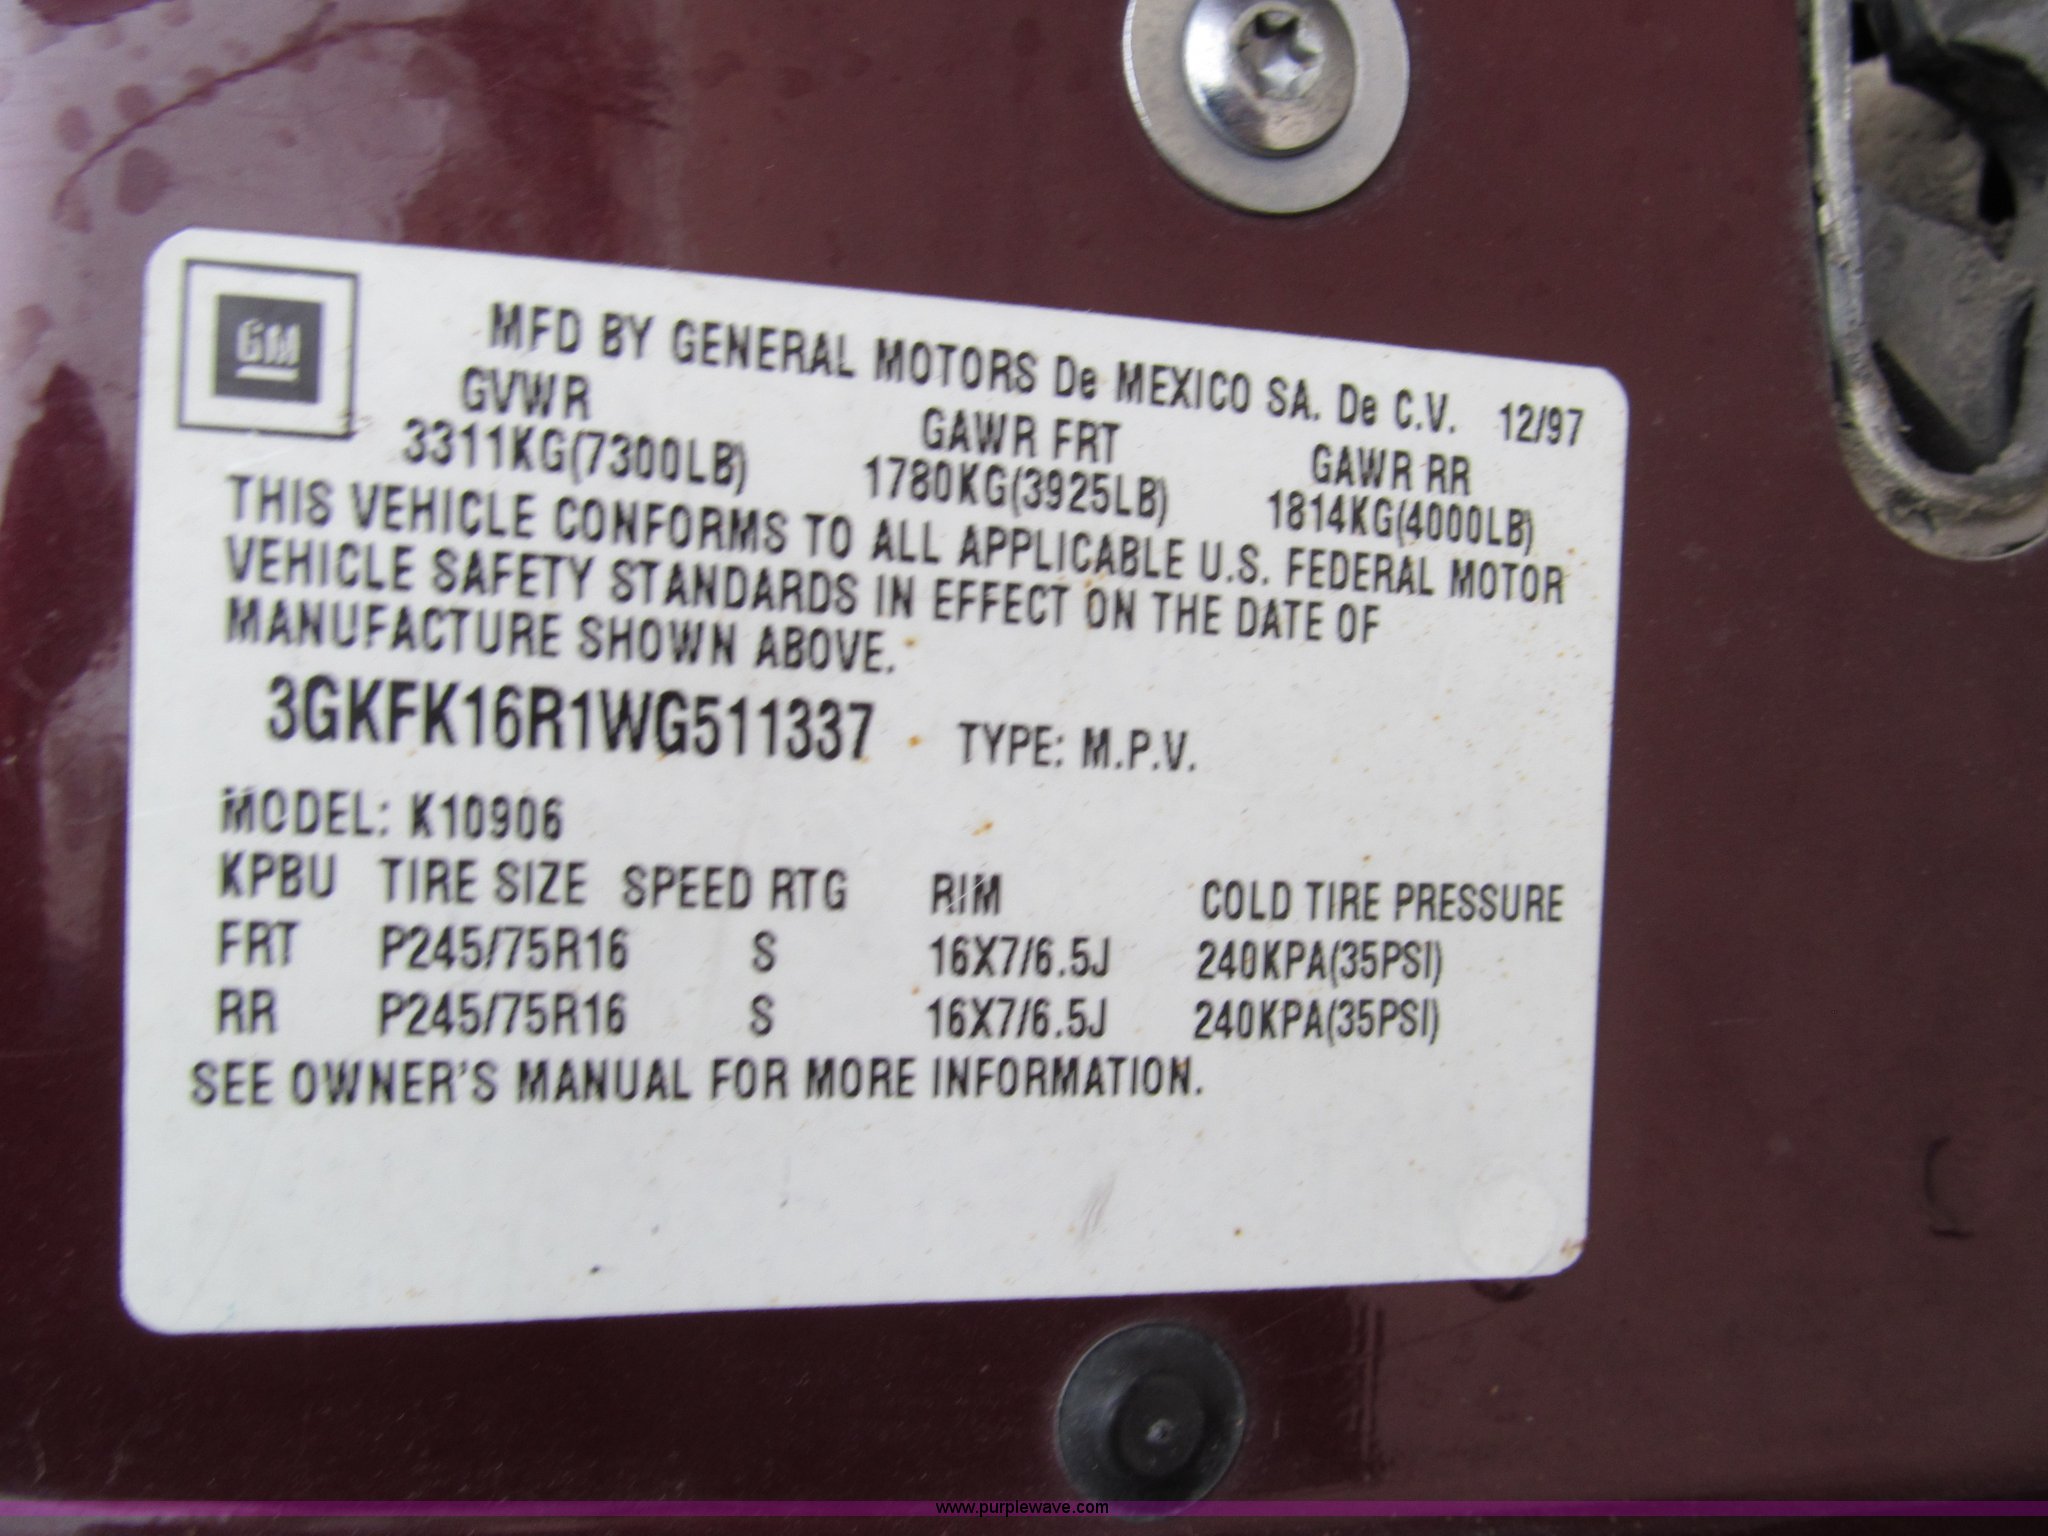 GM
MFD BY GENERAL MOTORS De MEXICO SA. De C.V. 12/97
GVWR GAWR FRT GAWR RR
3311KG(7300LB) 1780KG(3925LB) 1814KG(4000LB)
THIS VEHICLE CONFORMS TO ALL APPLICABLE U.S. FEDERAL MOTOR
VEHICLE SAFETY STANDARDS IN EFFECT ON THE DATE OF
MANUFACTURE SHOWN ABOVE.
3GKFK16R1WG511337 TYPE: M.P.V.
MODEL: K10906
KPBU TIRE SIZE SPEED RTG RIM COLD TIRE PRESSURE
FRT P245/75R16 S 16X7/6.5J 240KPA(35PSI)
RR P245/75R16 S 16X7/6.5J 240KPA(35PSI)
SEE OWNER'S MANUAL FOR MORE INFORMATION.
www.purplewave.com